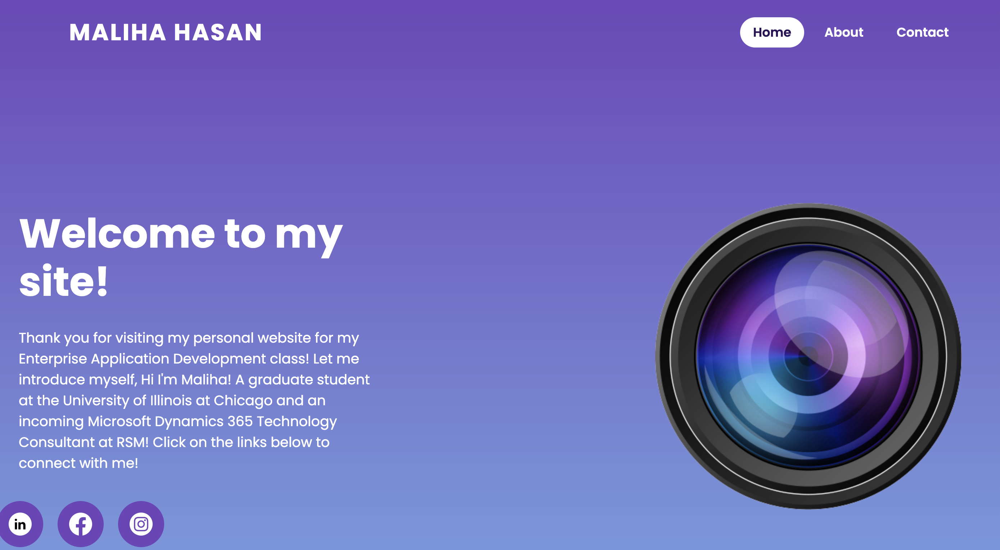 MALIHA HASAN
Home About Contact
Welcome to my
site!
Thank you for visiting my personal website for my
Enterprise Application Development class! Let me
introduce myself, Hi I'm Maliha! A graduate student
at the University of Illinois at Chicago and an
incoming Microsoft Dynamics 365 Technology
Consultant at RSM! Click on the links below to
connect with me!
in